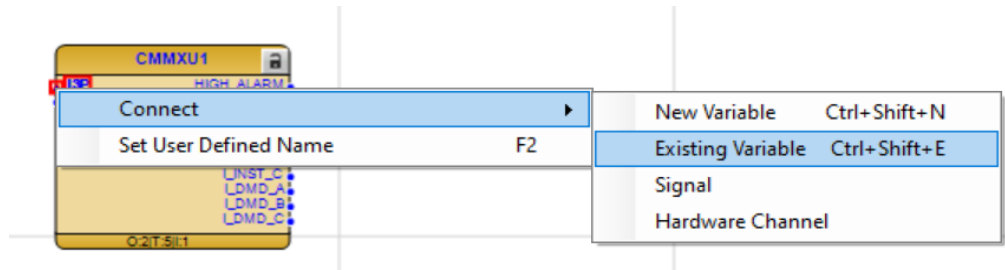 CMMXU1
I3P HIGH_ALARM
Connect
Set User Defined Name F2
New Variable Ctrl+Shift+N
Existing Variable Ctrl+Shift+E
Signal
Hardware Channel
I_INST_C
I_DMD_A
I_DMD_B
I_DMD_C
O:2|T:5|I:1